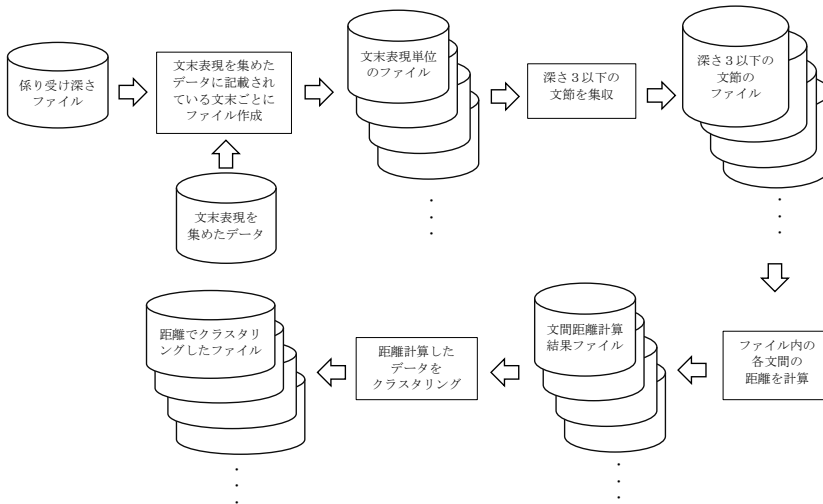 係り受け深さ
ファイル
文末表現を集めた
データに記載され
ている文末ごとに
ファイル作成
文末表現を
集めたデータ
文末表現単位
のファイル
・
・
・
深さ３以下の
文節を集収
深さ３以下の
文節の
ファイル
・
・
・
ファイル内の
各文間の
距離を計算
文間距離計算
結果ファイル
・
・
・
距離計算した
データを
クラスタリング
距離でクラスタリ
ングしたファイル
・
・
・